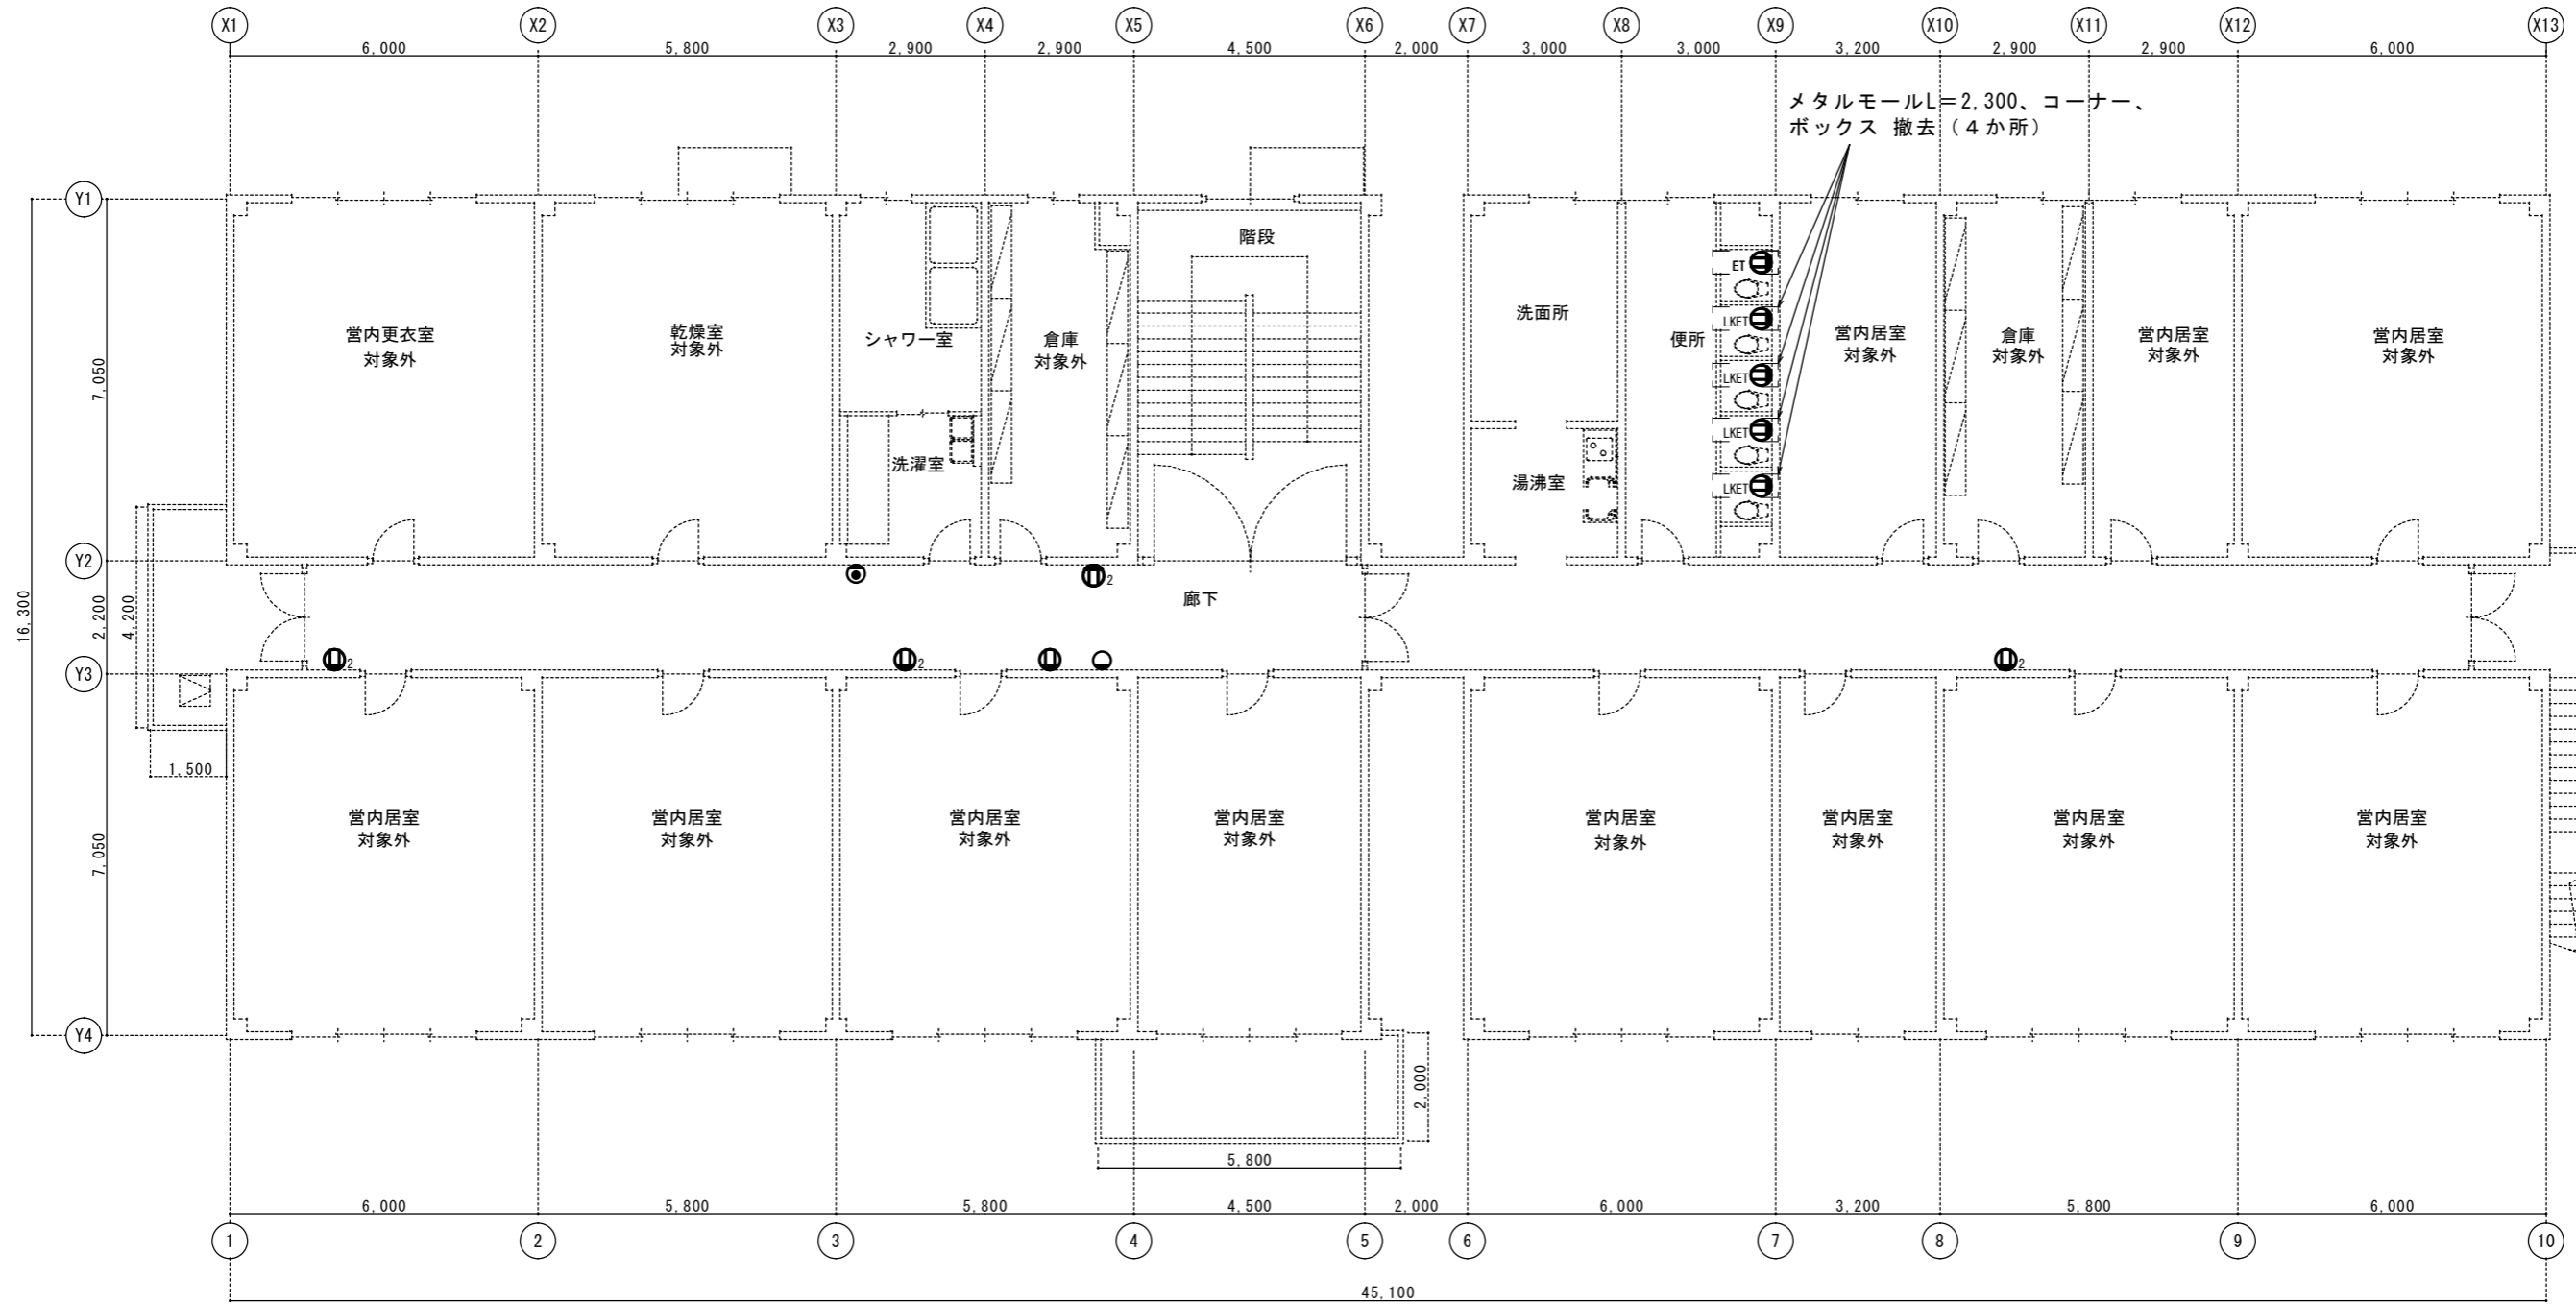 X1 X2 X3 X4 X5 X6 X7 X8 X9 X10 X11 X12 X13
6,000 5,800 2,900 2,900 4,500 2,000 3,000 3,000 3,200 2,900 2,900 6,000
メタルモールL=2,300、コーナー、
ボックス 撤去（４か所）
Y1
階段
ET
洗面所
LKET
営内更衣室
対象外
乾燥室
対象外
シャワー室
倉庫
対象外
便所
営内居室
対象外
倉庫
対象外
営内居室
対象外
営内居室
対象外
7,050
LKET
LKET
洗濯室
湯沸室
LKET
Y2
2
廊下
16,300
2,200
4,200
2
2
2
Y3
1,500
営内居室
対象外
営内居室
対象外
営内居室
対象外
営内居室
対象外
営内居室
対象外
営内居室
対象外
営内居室
対象外
営内居室
対象外
7,050
Y4
2,000
5,800
6,000 5,800 5,800 4,500 2,000 6,000 3,200 5,800 6,000
1 2 3 4 5 6 7 8 9 10
45,100